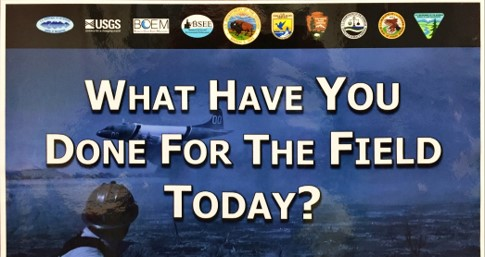 USGS
BOEM
BSEE
WHAT HAVE YOU
DONE FOR THE FIELD
TODAY?